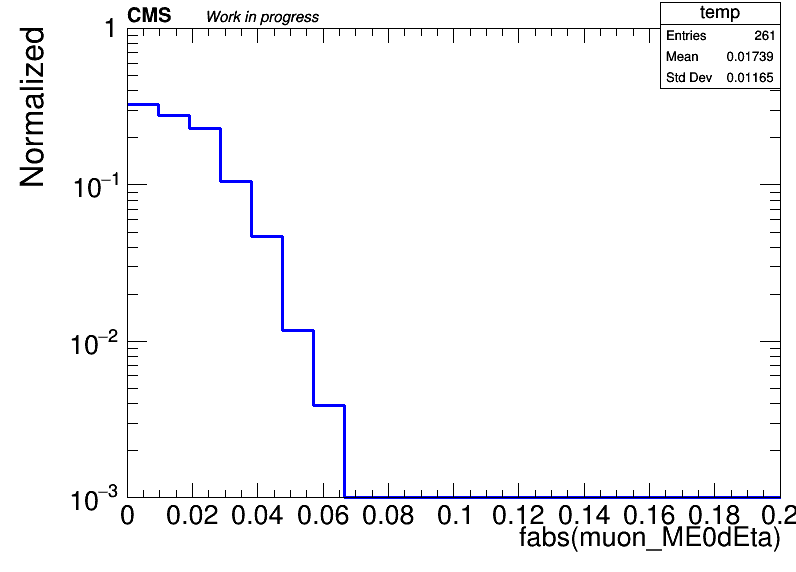 CMS Work in progress
temp
Entries 261
Mean 0.01739
Std Dev 0.01165
Normalized
1
10−1
10−2
10−3
0 0.02 0.04 0.06 0.08 0.1 0.12 0.14 0.16 0.18 0.2
fabs(muon_ME0dEta)